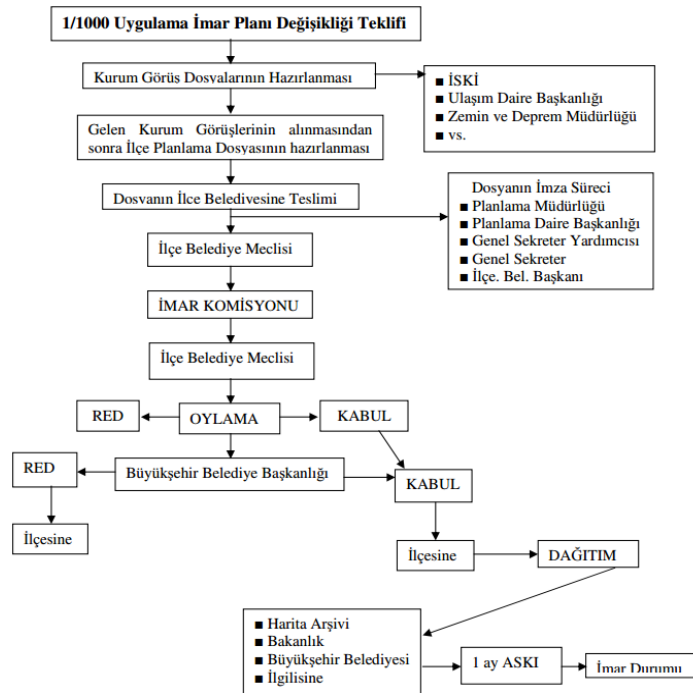 1/1000 Uygulama İmar Planı Değişikliği Teklifi
Kurum Görüş Dosyalarının Hazırlanması
■ İSKİ
■ Ulaşım Daire Başkanlığı
■ Zemin ve Deprem Müdürlüğü
■ vs.
Gelen Kurum Görüşlerinin alınmasından
sonra İlçe Planlama Dosyasının hazırlanması
Dosyanın İlçe Belediyesine Teslimi
Dosyanın İmza Süreci
■ Planlama Müdürlüğü
■ Planlama Daire Başkanlığı
■ Genel Sekreter Yardımcısı
■ Genel Sekreter
■ İlçe. Bel. Başkanı
İlçe Belediye Meclisi
İMAR KOMİSYONU
İlçe Belediye Meclisi
RED
OYLAMA
KABUL
RED
Büyükşehir Belediye Başkanlığı
KABUL
İlçesine
İlçesine
DAĞITIM
■ Harita Arşivi
■ Bakanlık
■ Büyükşehir Belediyesi
■ İlgilisine
1 ay ASKI
İmar Durumu